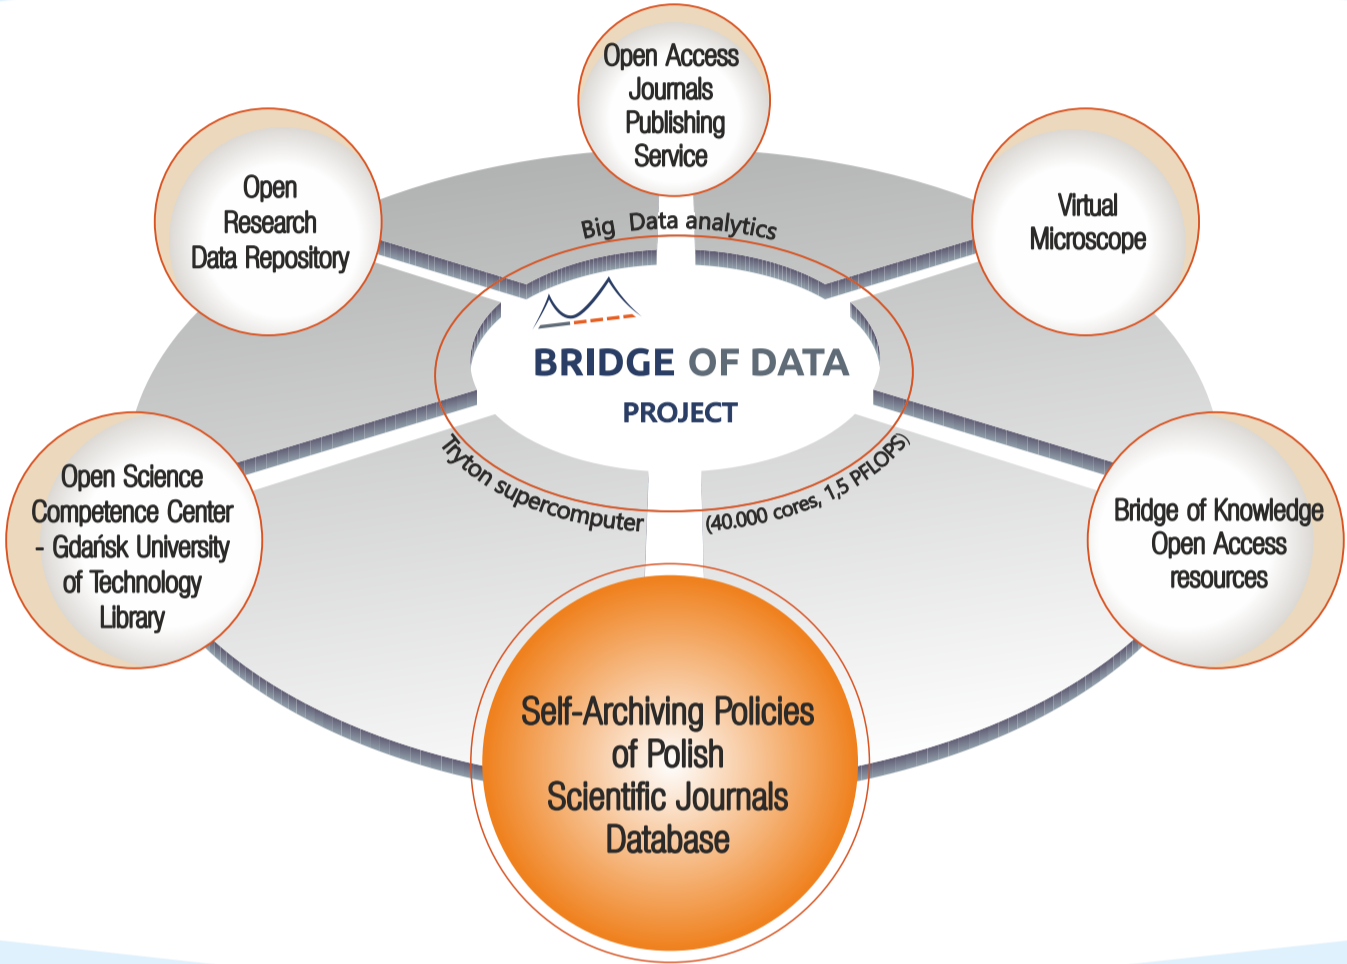 Open Access
Journals
Publishing
Service
Open
Research
Data Repository
Virtual
Microscope
Big Data analytics
BRIDGE OF DATA
PROJECT
Tryton supercomputer
(40.000 cores, 1,5 PFLOPS)
Open Science
Competence Center
- Gdańsk University
of Technology
Library
Bridge of Knowledge
Open Access
resources
Self-Archiving Policies
of Polish
Scientific Journals
Database